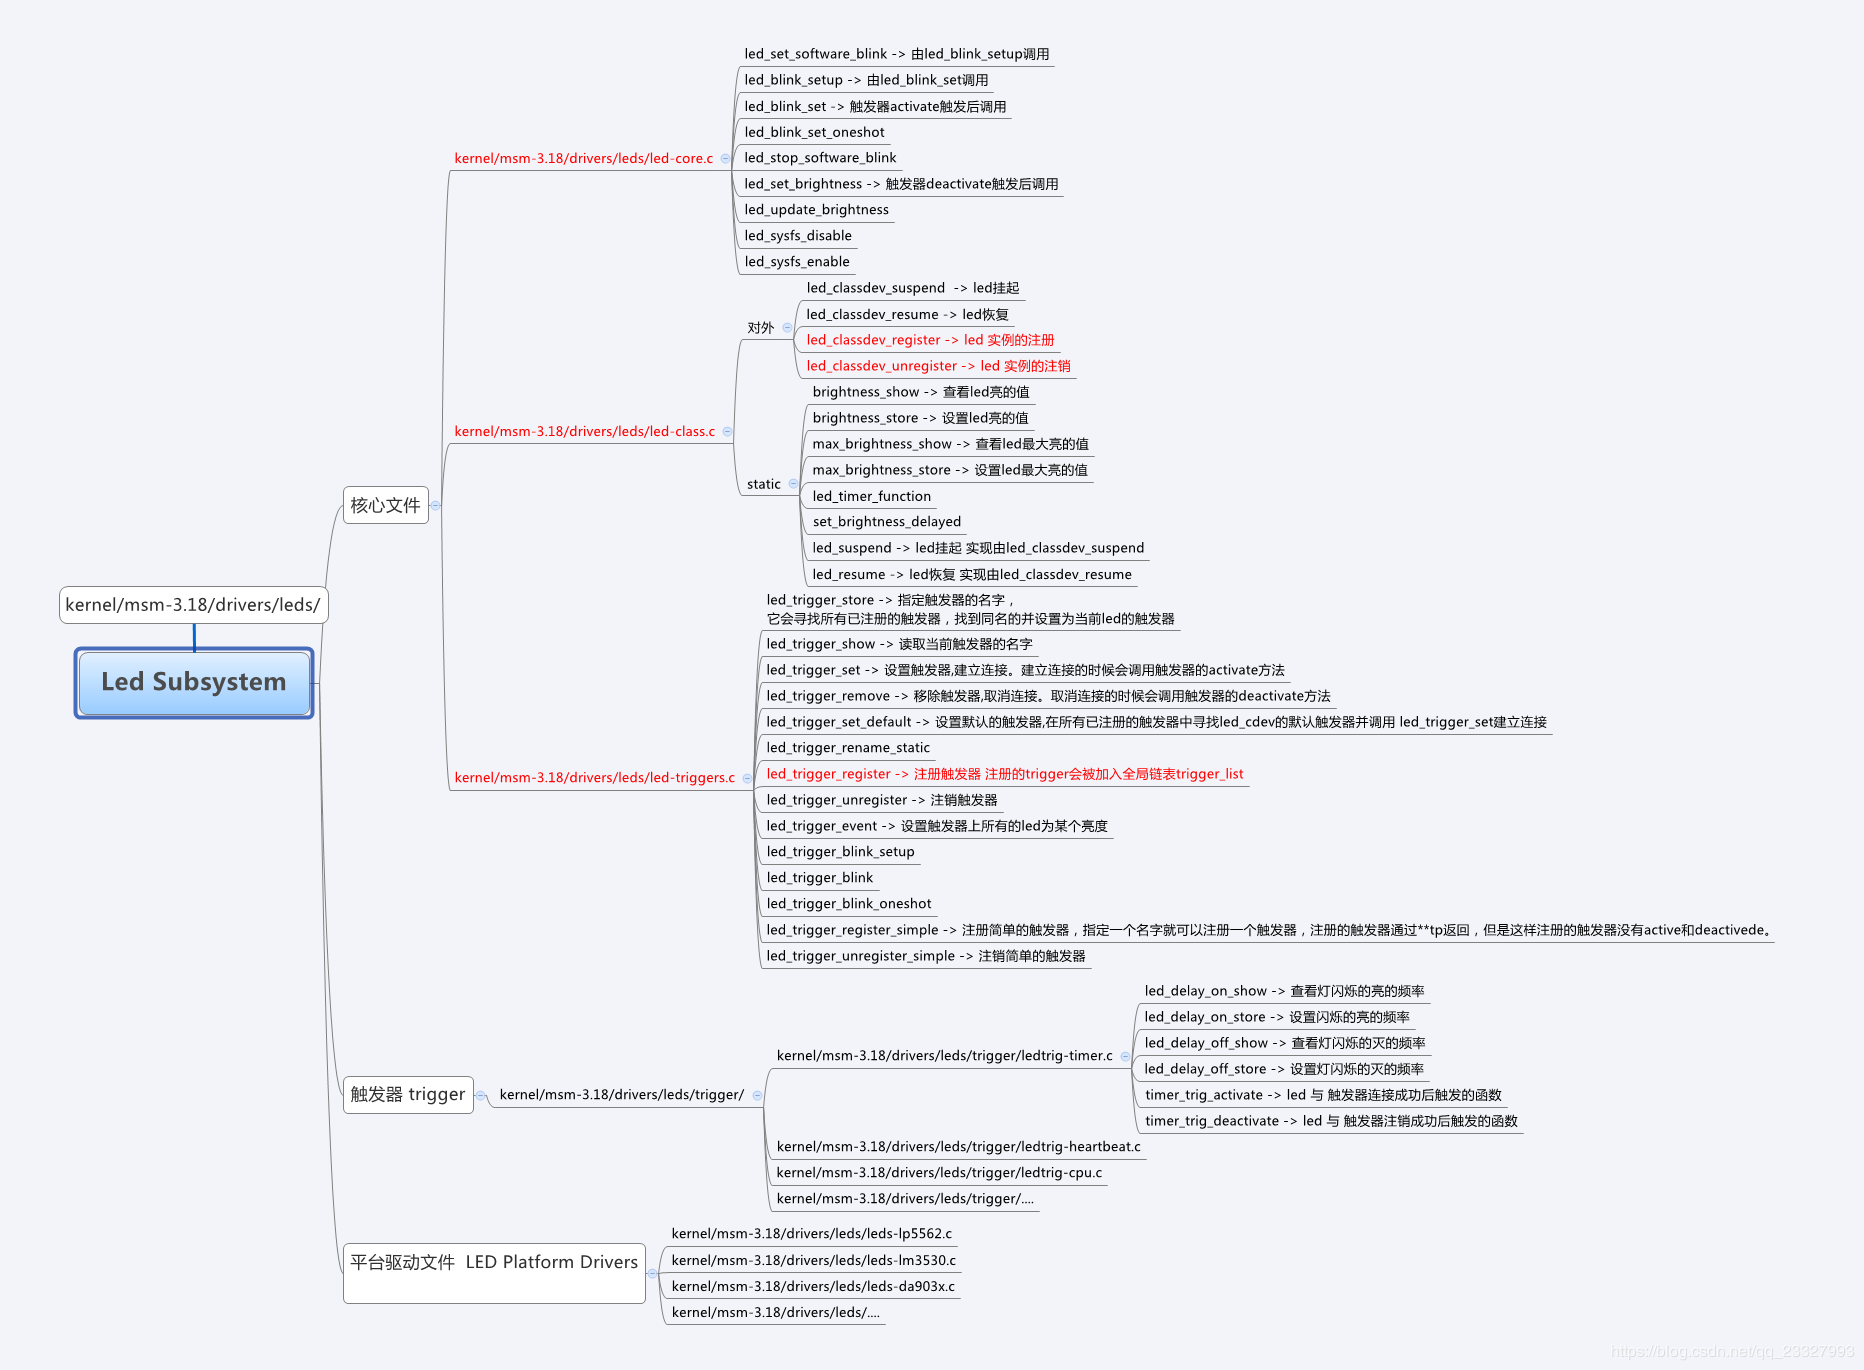 led_set_software_blink -> 由led_blink_setup调用
led_blink_setup -> 由led_blink_set调用
led_blink_set -> 触发器activate触发后调用
led_blink_set_oneshot
kernel/msm-3.18/drivers/leds/led-core.c
led_stop_software_blink
led_set_brightness -> 触发器deactivate触发后调用
led_update_brightness
led_sysfs_disable
led_sysfs_enable
led_classdev_suspend  -> led挂起
led_classdev_resume -> led恢复
对外
led_classdev_register -> led 实例的注册
led_classdev_unregister -> led 实例的注销
kernel/msm-3.18/drivers/leds/led-class.c
brightness_show -> 查看led亮的值
brightness_store -> 设置led亮的值
max_brightness_show -> 查看led最大亮的值
max_brightness_store -> 设置led最大亮的值
static
led_timer_function
set_brightness_delayed
led_suspend -> led挂起 实现由led_classdev_suspend
led_resume -> led恢复 实现由led_classdev_resume
核心文件
kernel/msm-3.18/drivers/leds/
Led Subsystem
led_trigger_store -> 指定触发器的名字，
它会寻找所有已注册的触发器，找到同名的并设置为当前led的触发器
led_trigger_show -> 读取当前触发器的名字
led_trigger_set -> 设置触发器,建立连接。建立连接的时候会调用触发器的activate方法
led_trigger_remove -> 移除触发器,取消连接。取消连接的时候会调用触发器的deactivate方法
led_trigger_set_default -> 设置默认的触发器,在所有已注册的触发器中寻找led_cdev的默认触发器并调用 led_trigger_set建立连接
led_trigger_rename_static
kernel/msm-3.18/drivers/leds/led-triggers.c
led_trigger_register -> 注册触发器 注册的trigger会被加入全局链表trigger_list
led_trigger_unregister -> 注销触发器
led_trigger_event -> 设置触发器上所有的led为某个亮度
led_trigger_blink_setup
led_trigger_blink
led_trigger_blink_oneshot
led_trigger_register_simple -> 注册简单的触发器，指定一个名字就可以注册一个触发器，注册的触发器通过**tp返回，但是这样注册的触发器没有active和deactivede。
led_trigger_unregister_simple -> 注销简单的触发器
led_delay_on_show -> 查看灯闪烁的亮的频率
led_delay_on_store -> 设置闪烁的亮的频率
led_delay_off_show -> 查看灯闪烁的灭的频率
kernel/msm-3.18/drivers/leds/trigger/ledtrig-timer.c
led_delay_off_store -> 设置灯闪烁的灭的频率
timer_trig_activate -> led 与 触发器连接成功后触发的函数
timer_trig_deactivate -> led 与 触发器注销成功后触发的函数
触发器 trigger
kernel/msm-3.18/drivers/leds/trigger/
kernel/msm-3.18/drivers/leds/trigger/ledtrig-heartbeat.c
kernel/msm-3.18/drivers/leds/trigger/ledtrig-cpu.c
kernel/msm-3.18/drivers/leds/trigger/....
平台驱动文件  LED Platform Drivers
kernel/msm-3.18/drivers/leds/leds-lp5562.c
kernel/msm-3.18/drivers/leds/leds-lm3530.c
kernel/msm-3.18/drivers/leds/leds-da903x.c
kernel/msm-3.18/drivers/leds/....
https://blog.csdn.net/qq_23327993